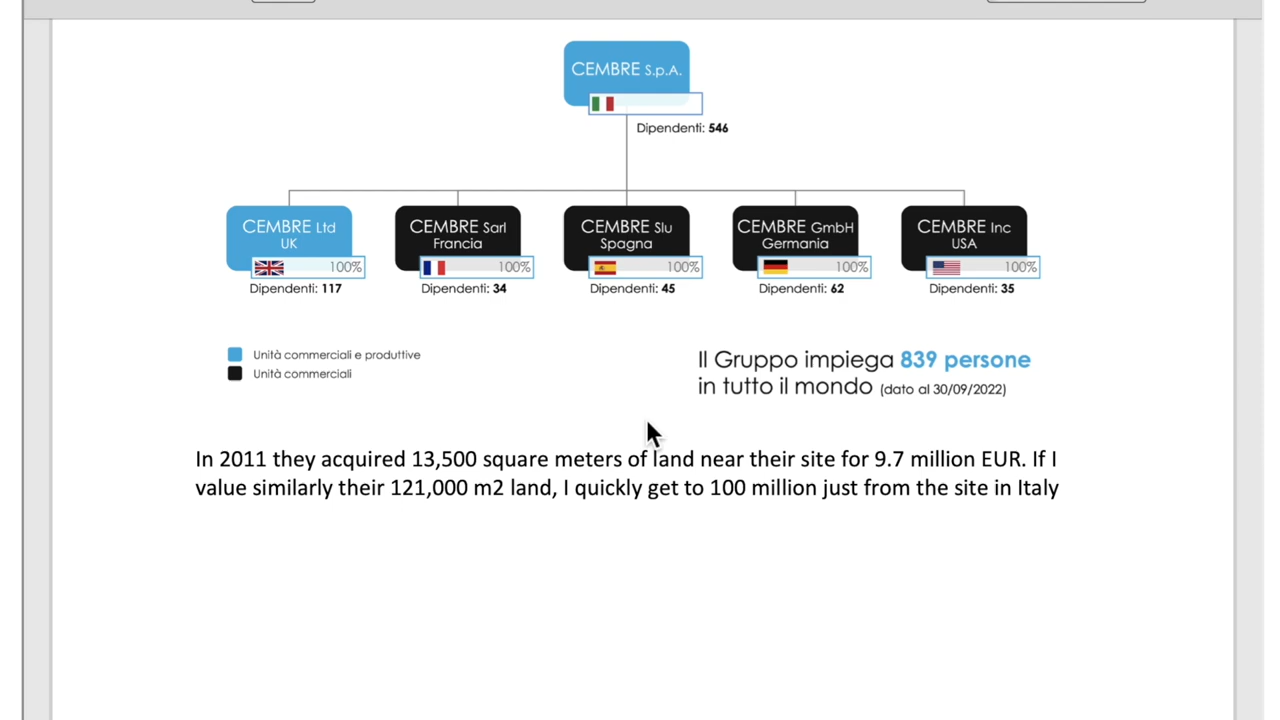 CEMBRE S.p.A.
Dipendenti: 546
CEMBRE Ltd
UK
100%
Dipendenti: 117
CEMBRE Sarl
Francia
100%
Dipendenti: 34
CEMBRE Slu
Spagna
100%
Dipendenti: 45
CEMBRE GmbH
Germania
100%
Dipendenti: 62
CEMBRE Inc
USA
100%
Dipendenti: 35
Unità commerciali e produttive
Unità commerciali
Il Gruppo impiega 839 persone
in tutto il mondo (dato al 30/09/2022)
In 2011 they acquired 13,500 square meters of land near their site for 9.7 million EUR. If I
value similarly their 121,000 m2 land, I quickly get to 100 million just from the site in Italy